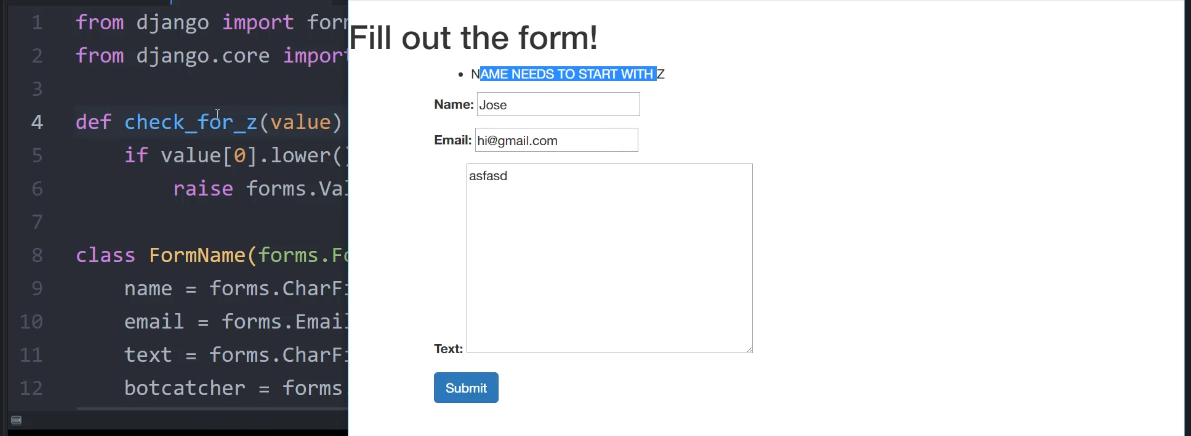 1 from django import for
2 from django.core import
3
4 def check_for_z(value)
5 if value[0].lower(
6 raise forms.Va
7
8 class FormName(forms.Fo
9 name = forms.CharF
10 email = forms.Email
11 text = forms.CharF
12 botcatcher = forms
Fill out the form!
• NAME NEEDS TO START WITH Z
Name: Jose
Email: hi@gmail.com
asfasd
Text:
Submit